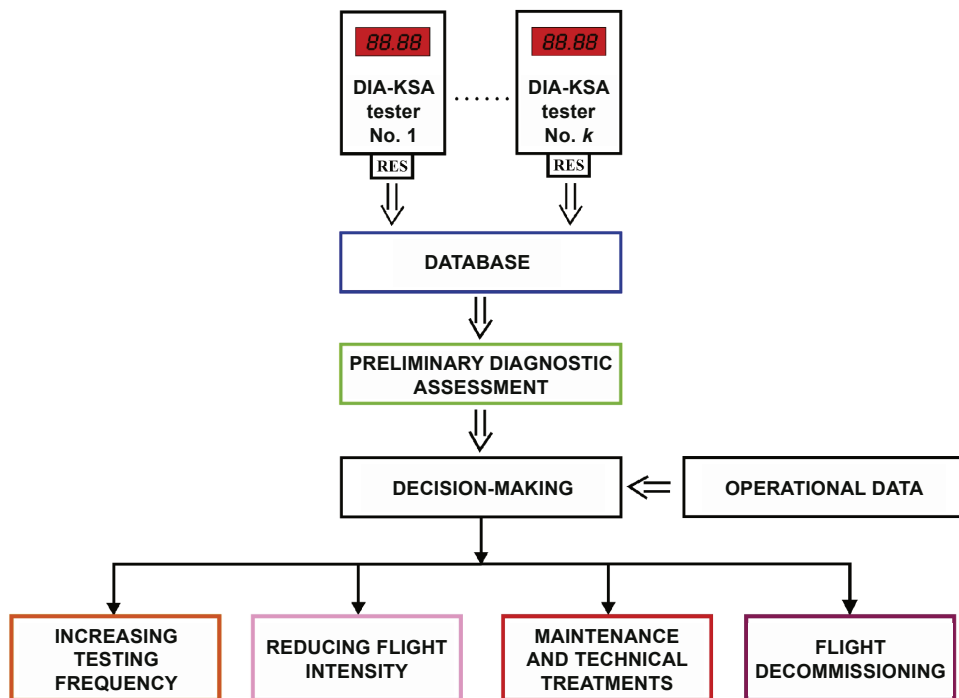 88.88
DIA-KSA
tester
No. 1
RES
......
88.88
DIA-KSA
tester
No. k
RES
DATABASE
PRELIMINARY DIAGNOSTIC
ASSESSMENT
DECISION-MAKING
OPERATIONAL DATA
INCREASING
TESTING
FREQUENCY
REDUCING FLIGHT
INTENSITY
MAINTENANCE
AND TECHNICAL
TREATMENTS
FLIGHT
DECOMMISSIONING